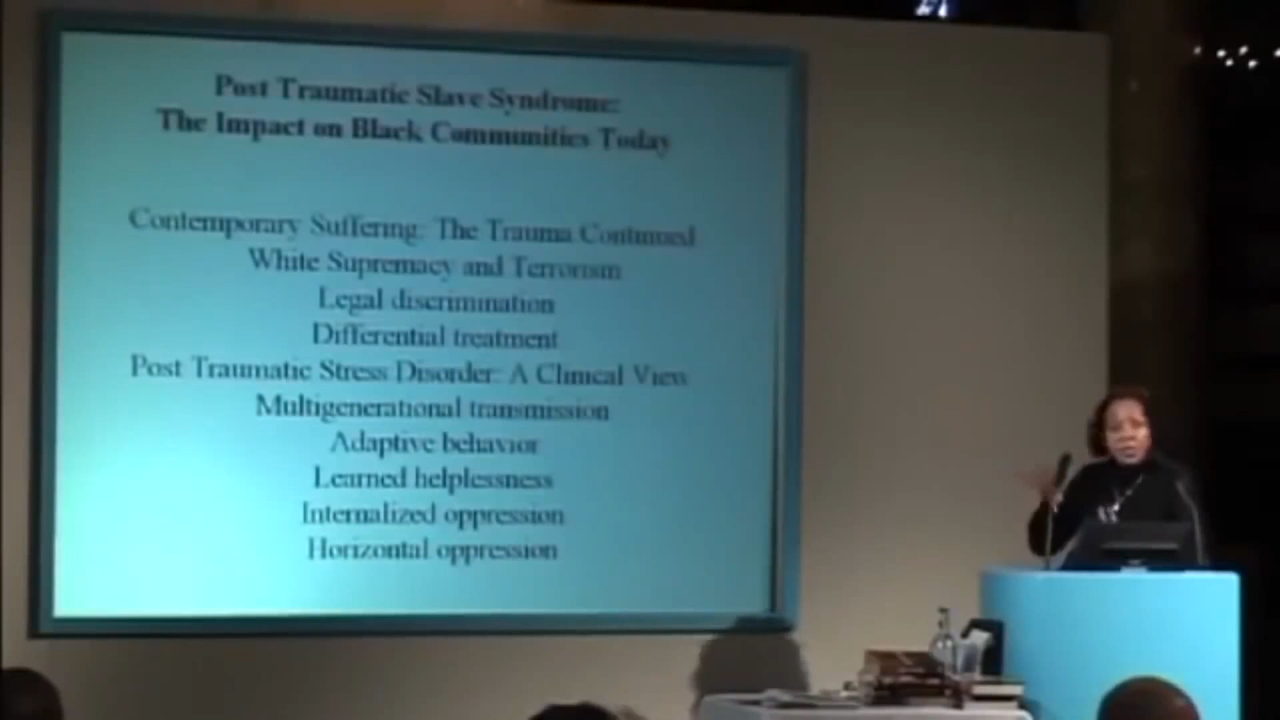 Post Traumatic Slave Syndrome:
The Impact on Black Communities Today
Contemporary Suffering: The Trauma Continued
White Supremacy and Terrorism
Legal discrimination
Differential treatment
Post Traumatic Stress Disorder: A Clinical View
Multigenerational transmission
Adaptive behavior
Learned helplessness
Internalized oppression
Horizontal oppression